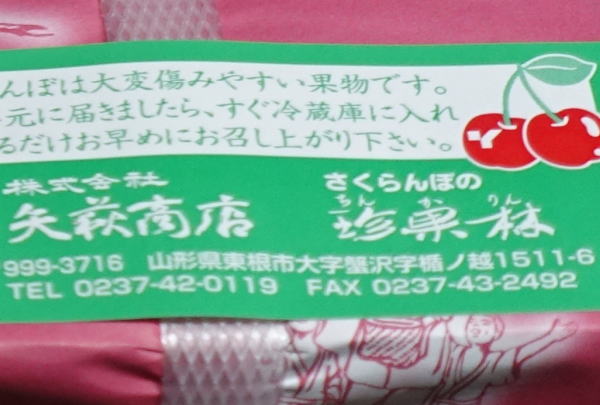 んぼは大変傷みやすい果物です。
元に届きましたら、すぐ冷蔵庫に入れ
るだけお早めにお召し上がり下さい。
株式会社
矢萩商店
さくらんぼの
ちん か りん
珍果林
999-3716 山形県東根市大字蟹沢字楯ノ越1511-6
TEL 0237-42-0119 FAX 0237-43-2492